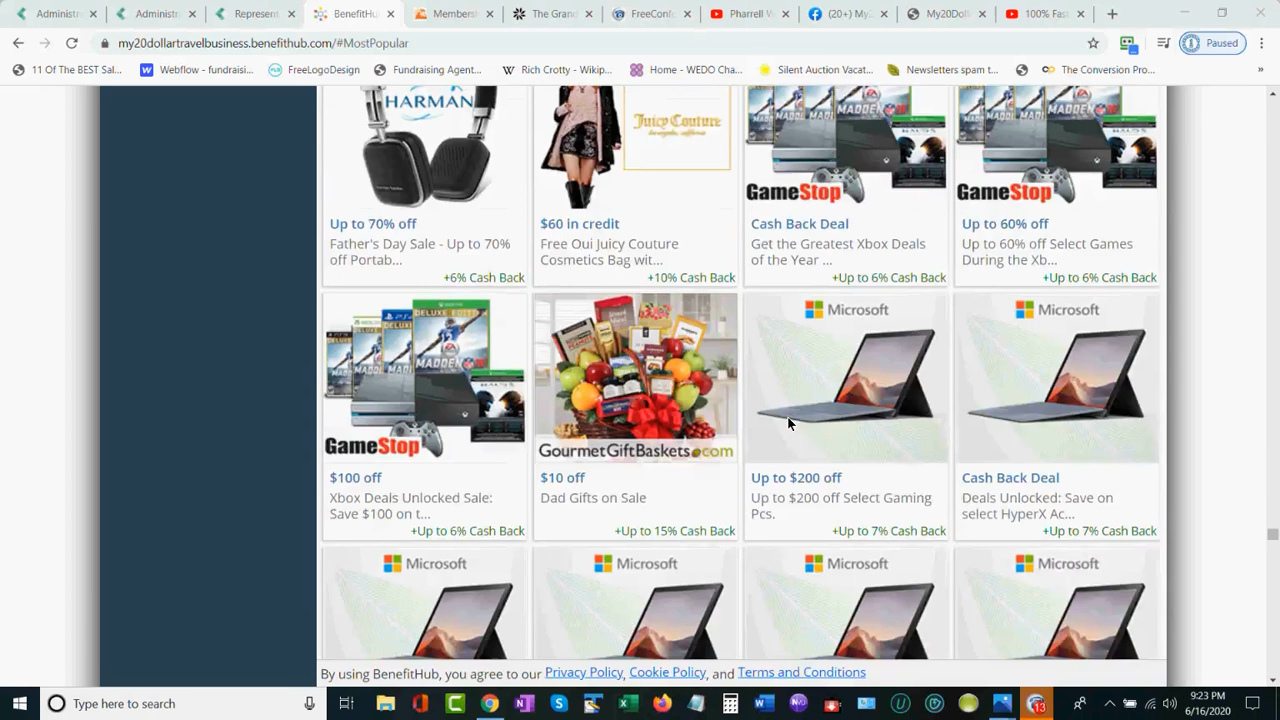 Administr
Administr
Represent
BenefitHu
Members
The Grand
FreeConf
Pharrell V
(20+) My
My20Doll
100% Fas
my20dollartravelbusiness.benefithub.com/#MostPopular
Paused
11 Of The BEST Sal...
Webflow - fundraisi...
FreeLogoDesign
Fundraising Agent...
Rich Crotty - Wikip...
Home - WEDO Cha...
Silent Auction Vacat...
Newsletters spam t...
The Conversion Pro...
»
HARMAN
Juicy Couture
GameStop
GameStop
Up to 70% off
Father's Day Sale - Up to 70%
off Portab...
+6% Cash Back
$60 in credit
Free Oui Juicy Couture
Cosmetics Bag wit...
+10% Cash Back
Cash Back Deal
Get the Greatest Xbox Deals
of the Year ...
+Up to 6% Cash Back
Up to 60% off
Up to 60% off Select Games
During the Xb...
+Up to 6% Cash Back
GameStop
GourmetGiftBaskets.com
Microsoft
Microsoft
$100 off
Xbox Deals Unlocked Sale:
Save $100 on t...
+Up to 6% Cash Back
$10 off
Dad Gifts on Sale
+Up to 15% Cash Back
Up to $200 off
Up to $200 off Select Gaming
Pcs.
+Up to 7% Cash Back
Cash Back Deal
Deals Unlocked: Save on
select HyperX Ac...
+Up to 7% Cash Back
Microsoft
Microsoft
Microsoft
Microsoft
By using BenefitHub, you agree to our Privacy Policy, Cookie Policy, and Terms and Conditions
Type here to search
13
9:23 PM
6/16/2020